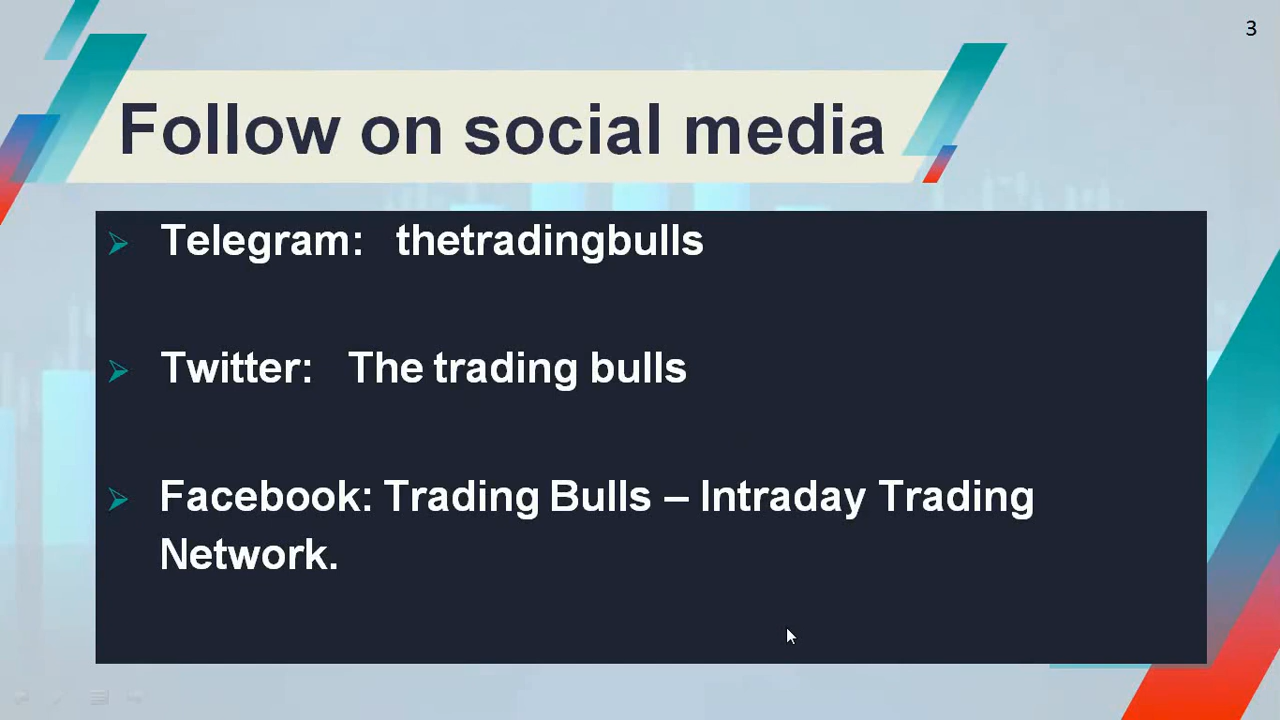 3
Follow on social media
Telegram: thetradingbulls
Twitter: The trading bulls
Facebook: Trading Bulls – Intraday Trading
Network.